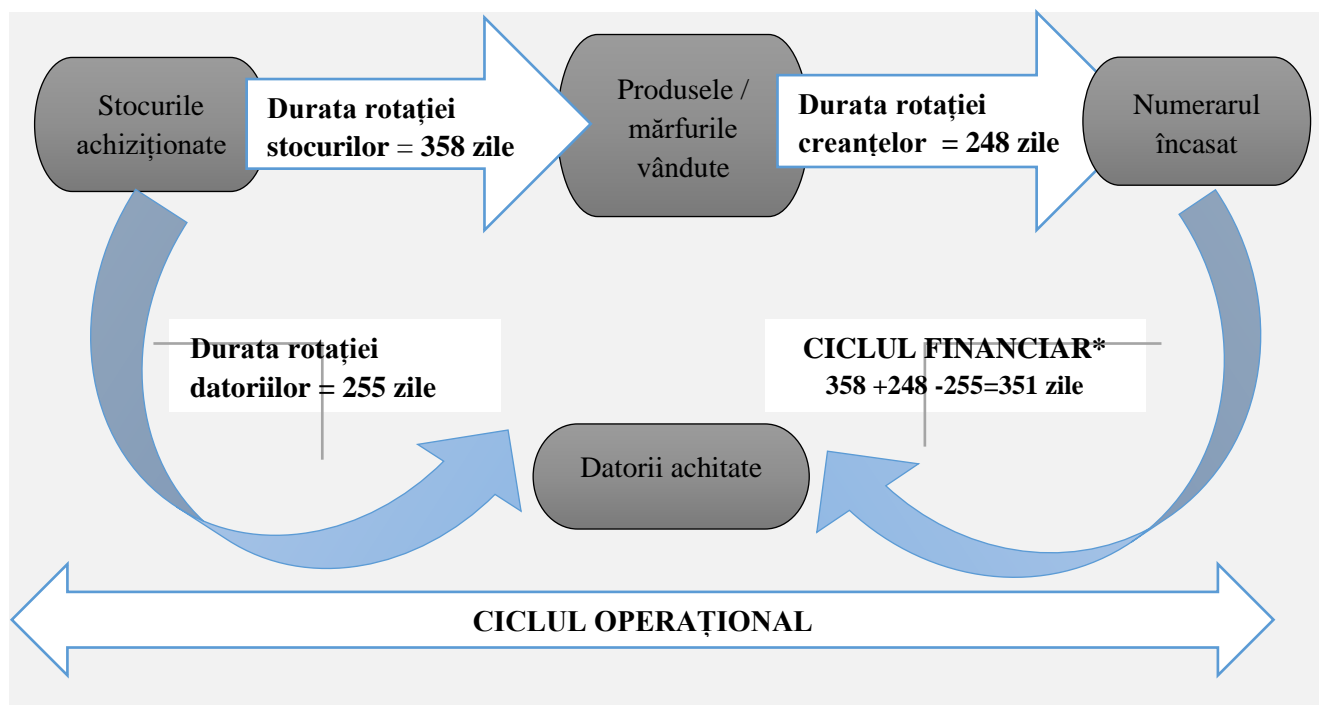 Stocurile
achiziționate
Durata rotației
stocurilor = 358 zile
Produsele /
mărfurile
vândute
Durata rotației
creanțelor = 248 zile
Numerarul
încasat
Durata rotației
datoriilor = 255 zile
CICLUL FINANCIAR*
358 +248 -255=351 zile
Datorii achitate
CICLUL OPERAȚIONAL